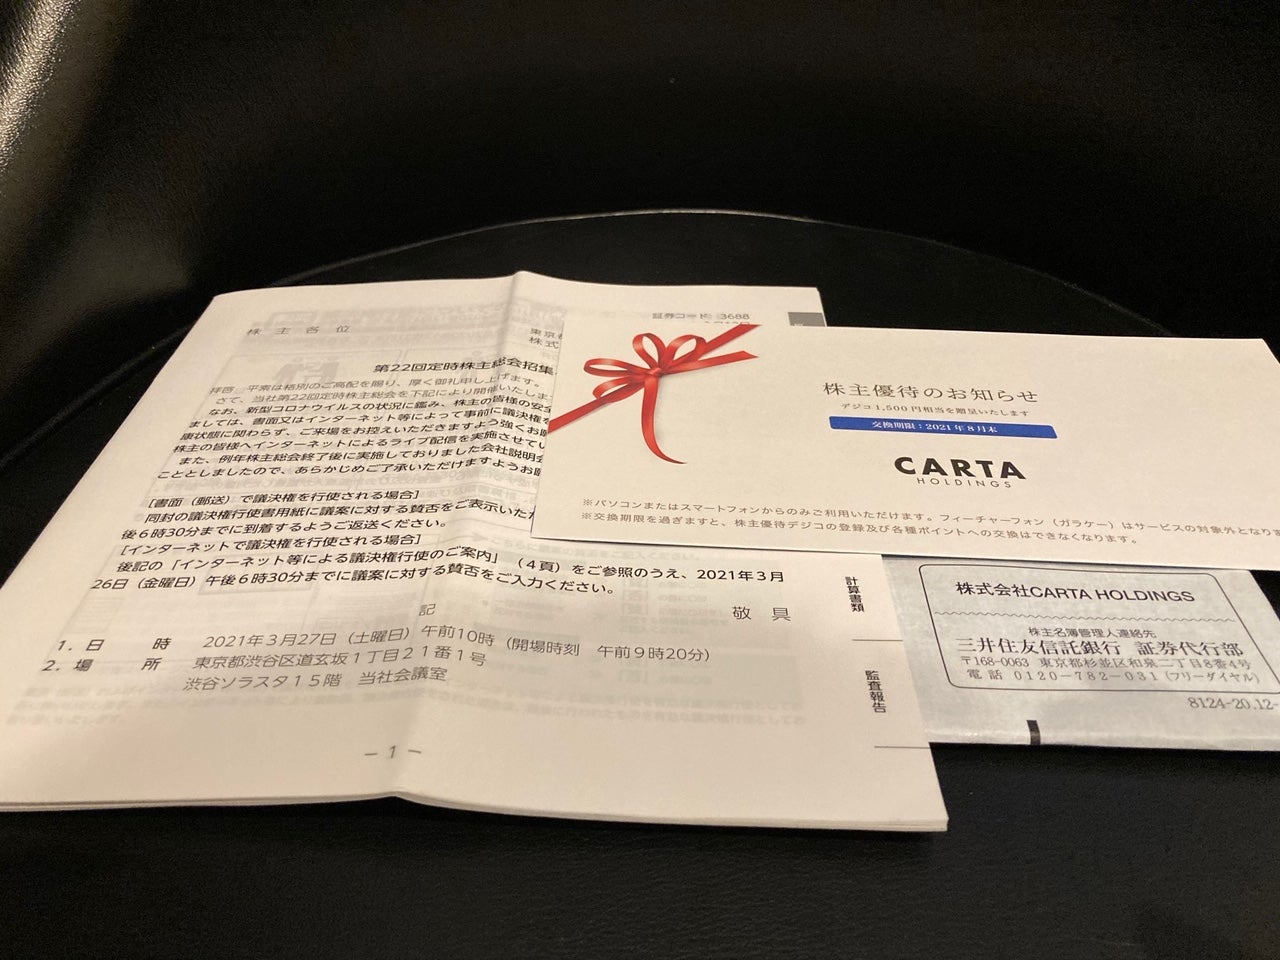 証券コード 3688
株主各位
東京都
株式
第22回定時株主総会招集
拝啓 平素は格別のご高配を賜り、厚く御礼申し上げます。
さて、当社第22回定時株主総会を下記により開催いたしま
なお、新型コロナウイルスの状況に鑑み、株主の皆様の安全
ましては、書面又はインターネット等によって事前に議決権を
康状態に関わらず、ご来場をお控えいただきますよう強くお願
株主の皆様へインターネットによるライブ配信を実施させてい
また、例年株主総会終了後に実施しておりました会社説明会
こととしましたので、あらかじめご了承いただけますようお願
[書面(郵送)で議決権を行使される場合]
同封の議決権行使書用紙に議案に対する賛否をご表示いただ
後6時30分までに到着するようご返送ください。
[インターネットで議決権を行使される場合]
後記の「インターネット等による議決権行使のご案内」(4頁)をご参照のうえ、2021年3月
26日(金曜日)午後6時30分までに議案に対する賛否をご入力ください。
敬具
記
1.日時 2021年3月27日(土曜日)午前10時(開場時刻 午前9時20分)
2.場所 東京都渋谷区道玄坂1丁目21番1号
渋谷ソラスタ15階 当社会議室
計算書類
監査報告
－1－
株主優待のお知らせ
デジコ1,500円相当を贈呈いたします
交換期限:2021年8月末
CARTA
HOLDINGS
※パソコンまたはスマートフォンからのみご利用いただけます。フィーチャーフォン(ガラケー)はサービスの対象外となりま
※交換期限を過ぎますと、株主優待デジコの登録及び各種ポイントへの交換はできなくなります。
株式会社CARTA HOLDINGS
株主名簿管理人連絡先
三井住友信託銀行 証券代行部
〒168-0063 東京都杉並区和泉二丁目8番4号
電話 0120-782-031(フリーダイヤル)
8124-20.12-